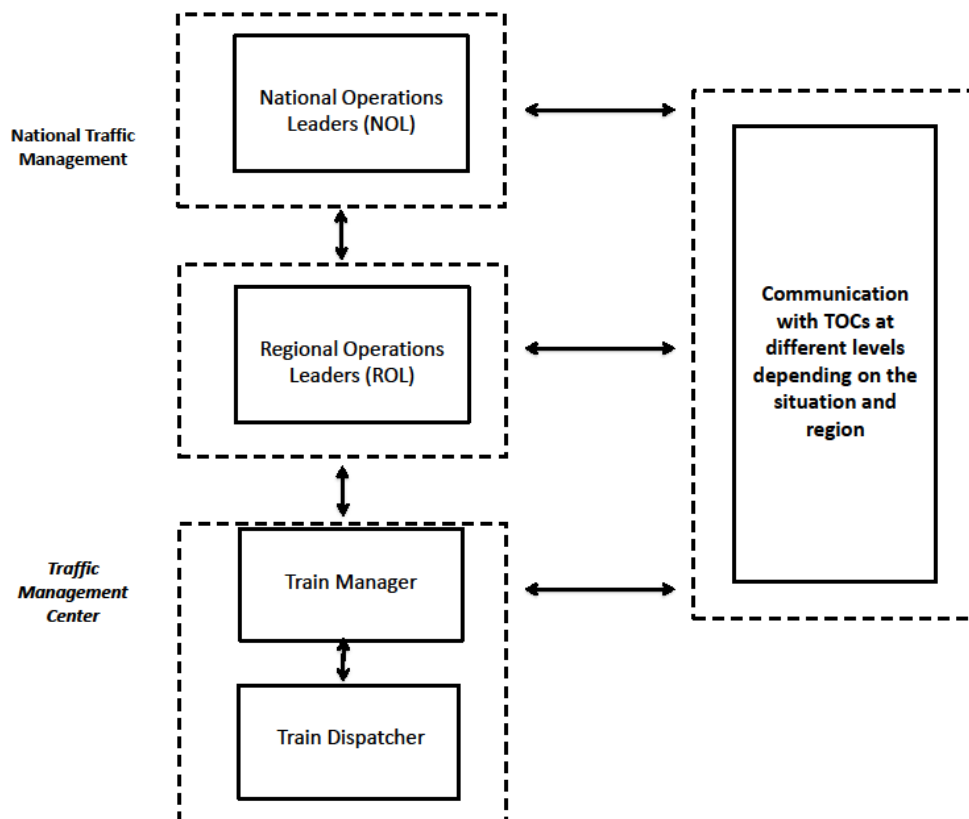 National Traffic
Management
National Operations
Leaders (NOL)
Regional Operations
Leaders (ROL)
Traffic
Management
Center
Train Manager
Train Dispatcher
Communication
with TOCs at
different levels
depending on the
situation and
region